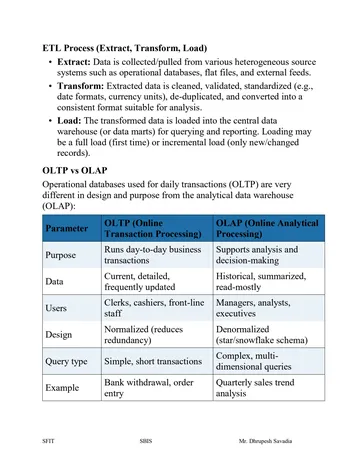 ETL Process (Extract, Transform, Load)
• Extract: Data is collected/pulled from various heterogeneous source
systems such as operational databases, flat files, and external feeds.
• Transform: Extracted data is cleaned, validated, standardized (e.g.,
date formats, currency units), de-duplicated, and converted into a
consistent format suitable for analysis.
• Load: The transformed data is loaded into the central data
warehouse (or data marts) for querying and reporting. Loading may
be a full load (first time) or incremental load (only new/changed
records).
OLTP vs OLAP
Operational databases used for daily transactions (OLTP) are very
different in design and purpose from the analytical data warehouse
(OLAP):
Parameter OLTP (Online OLAP (Online Analytical
Transaction Processing) Processing)
Purpose Runs day-to-day business Supports analysis and
transactions decision-making
Data Current, detailed, Historical, summarized,
frequently updated read-mostly
Users Clerks, cashiers, front-line Managers, analysts,
staff executives
Design Normalized (reduces Denormalized
redundancy) (star/snowflake schema)
Query type Simple, short transactions Complex, multi-
dimensional queries
Example Bank withdrawal, order Quarterly sales trend
entry analysis
SFIT SBIS Mr. Dhrupesh Savadia